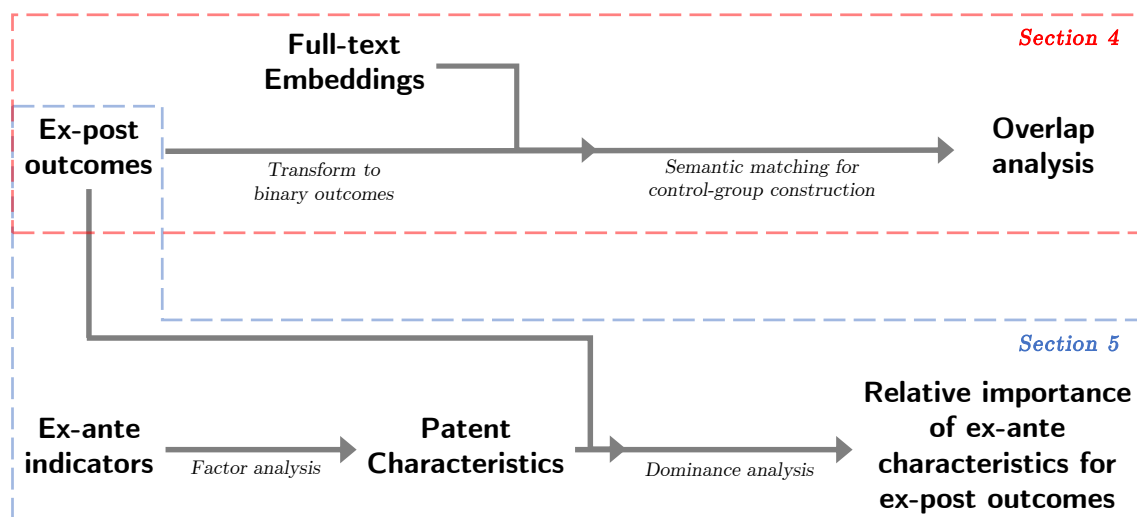 Section 4
Full-text
Embeddings
Ex-post
outcomes
Transform to
binary outcomes
Semantic matching for
control-group construction
Overlap
analysis
Section 5
Ex-ante
indicators
Factor analysis
Patent
Characteristics
Dominance analysis
Relative importance
of ex-ante
characteristics for
ex-post outcomes